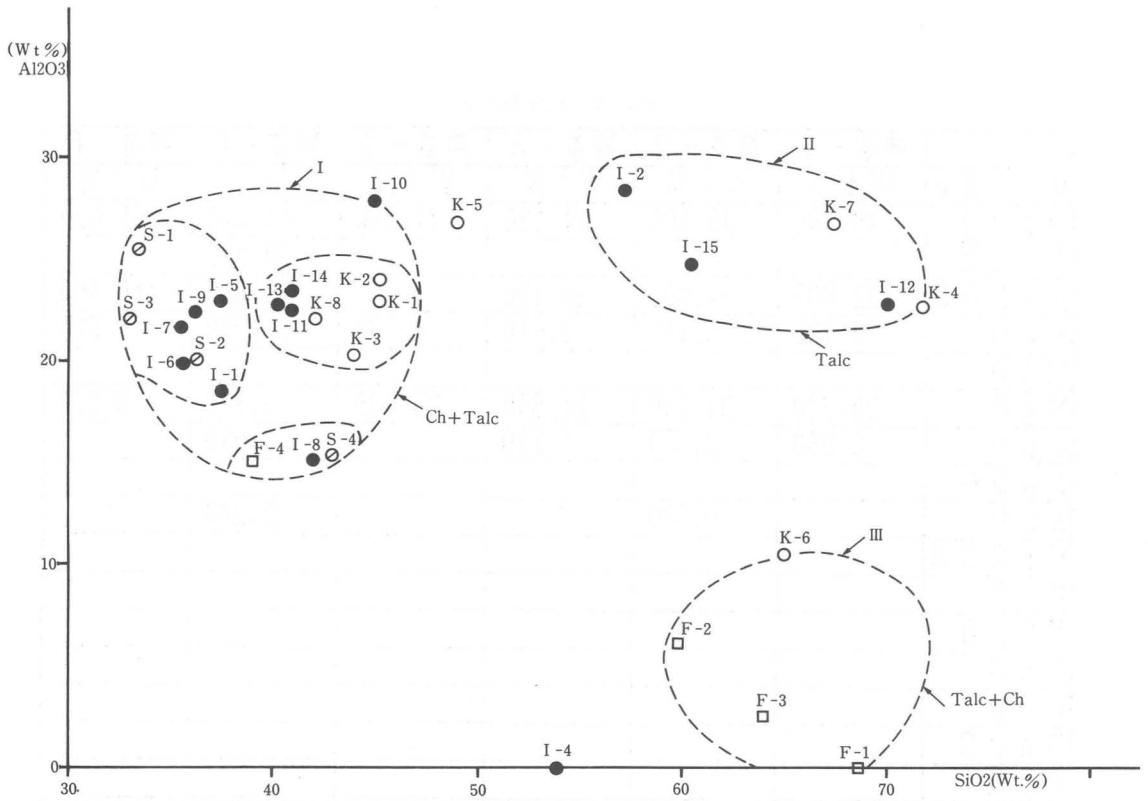 (Wt%)
Al2O3
30
II
I
I-10
I-2
K-5
K-7
S-1
I-15
I-14
K-2
I-5
I-13
I-12
I-9
K-4
S-3
K-8
K-1
I-7
I-11
K-3
20
S-2
I-6
Talc
I-1
Ch+Talc
F-4
I-8
S-4
10
K-6
III
F-2
F-3
Talc+Ch
I-4
F-1
0
30
40
50
60
70
SiO2(Wt.%)